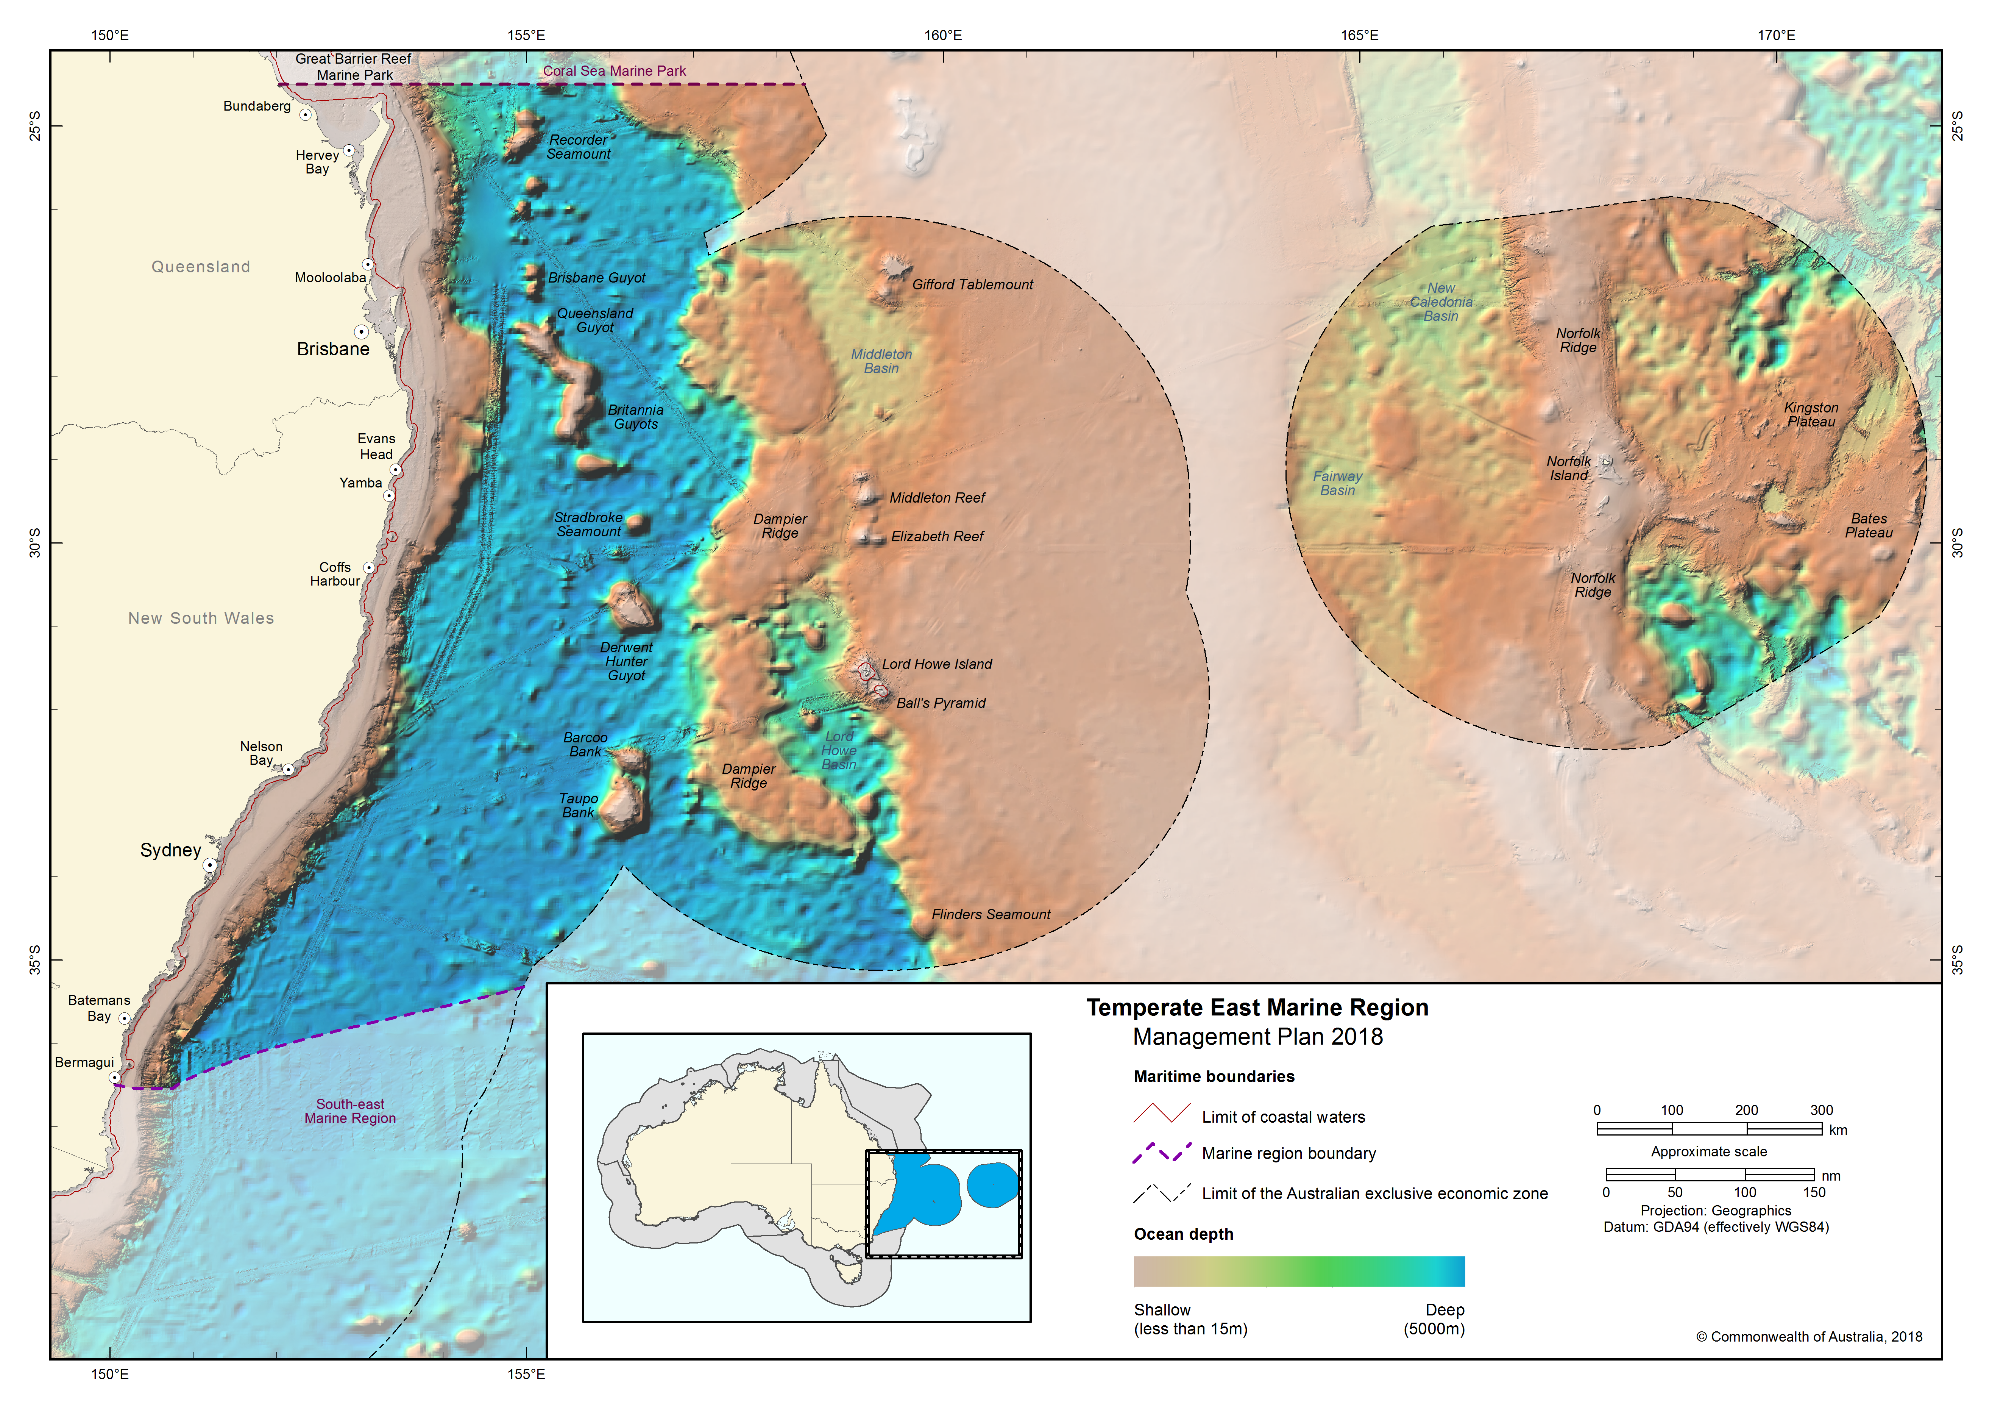 150°E
155°E
160°E
165°E
170°E
Great Barrier Reef
Marine Park
Coral Sea Marine Park
Bundaberg
25°S
25°S
Recorder
Seamount
Hervey
Bay
Queensland
Mooloolaba
Brisbane Guyot
Gifford Tablemount
New
Caledonia
Basin
Queensland
Guyot
Brisbane
Norfolk
Ridge
Middleton
Basin
Britannia
Guyots
Kingston
Plateau
Evans
Head
Norfolk
Island
Yamba
Fairway
Basin
Middleton Reef
Stradbroke
Seamount
Dampier
Ridge
Bates
Plateau
Elizabeth Reef
30°S
30°S
Coffs
Harbour
Norfolk
Ridge
New South Wales
Derwent
Hunter
Guyot
Lord Howe Island
Ball's Pyramid
Barcoo
Bank
Lord
Howe
Basin
Nelson
Bay
Dampier
Ridge
Taupo
Bank
Sydney
Flinders Seamount
35°S
35°S
Batemans
Bay
Bermagui
South-east
Marine Region
Temperate East Marine Region
Management Plan 2018
Maritime boundaries
Limit of coastal waters
Marine region boundary
Limit of the Australian exclusive economic zone
Ocean depth
Shallow
(less than 15m)
Deep
(5000m)
0 100 200 300
km
Approximate scale
nm
0 50 100 150
Projection: Geographics
Datum: GDA94 (effectively WGS84)
© Commonwealth of Australia, 2018
150°E
155°E